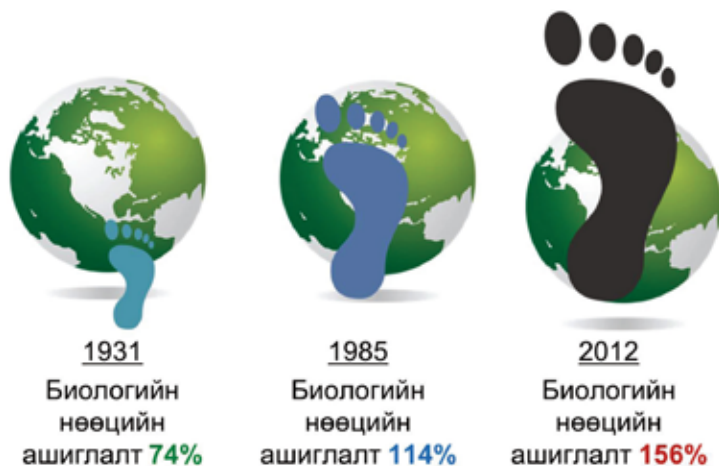 1931
Биологийн
нөөцийн
ашиглалт 74%
1985
Биологийн
нөөцийн
ашиглалт 114%
2012
Биологийн
нөөцийн
ашиглалт 156%